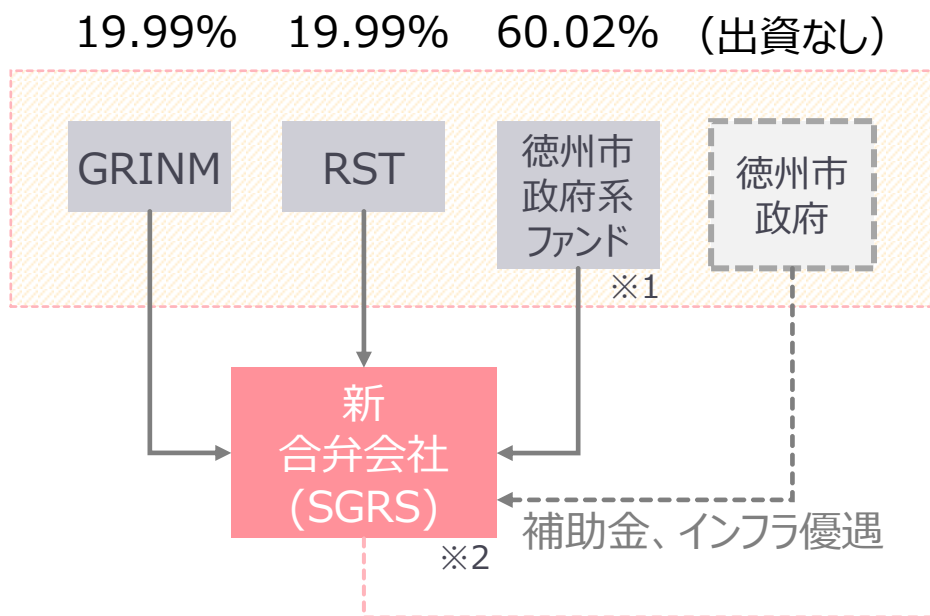 19.99% 19.99% 60.02% （出資なし）
GRINM
RST
徳州市
政府系
ファンド
※1
徳州市
政府
新
合弁会社
(SGRS)
※2
補助金、インフラ優遇